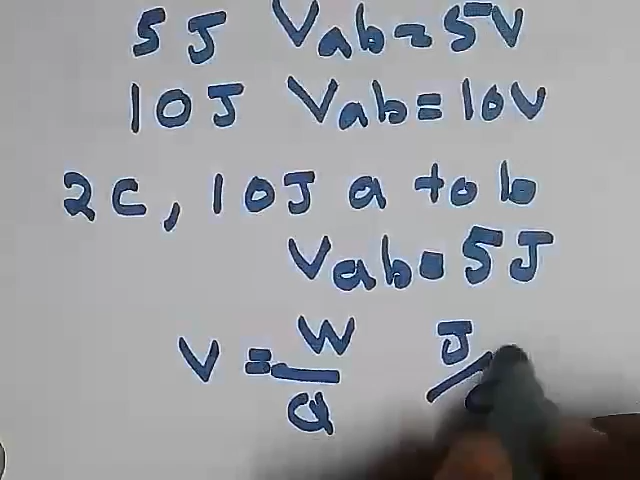 5J Vab=5V
10J Vab=10V
2C, 10J a to b
Vab=5J
V = W/Q J/